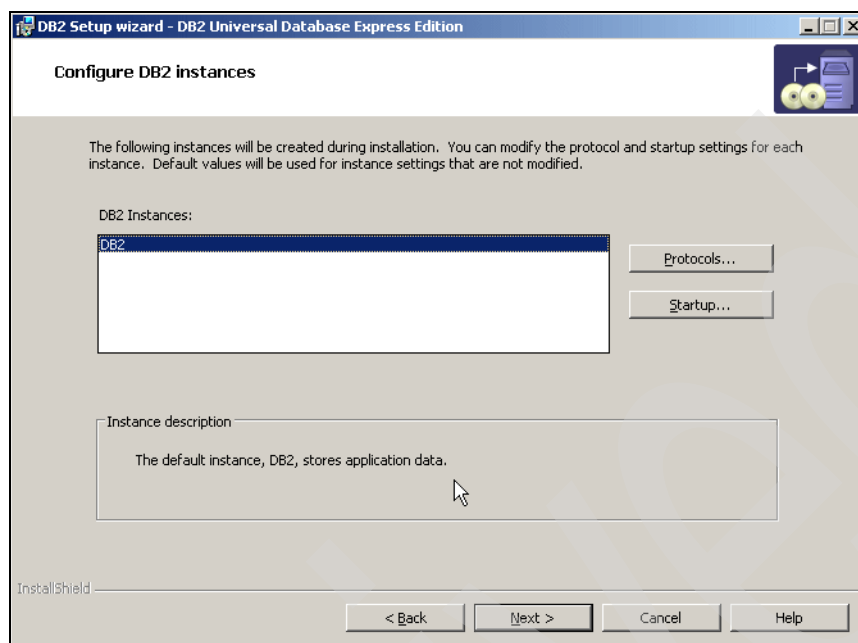 DB2 Setup wizard - DB2 Universal Database Express Edition
Configure DB2 instances
The following instances will be created during installation. You can modify the protocol and startup settings for each
instance. Default values will be used for instance settings that are not modified.
DB2 Instances:
DB2
Protocols...
Startup...
Instance description
The default instance, DB2, stores application data.
InstallShield
< Back
Next >
Cancel
Help